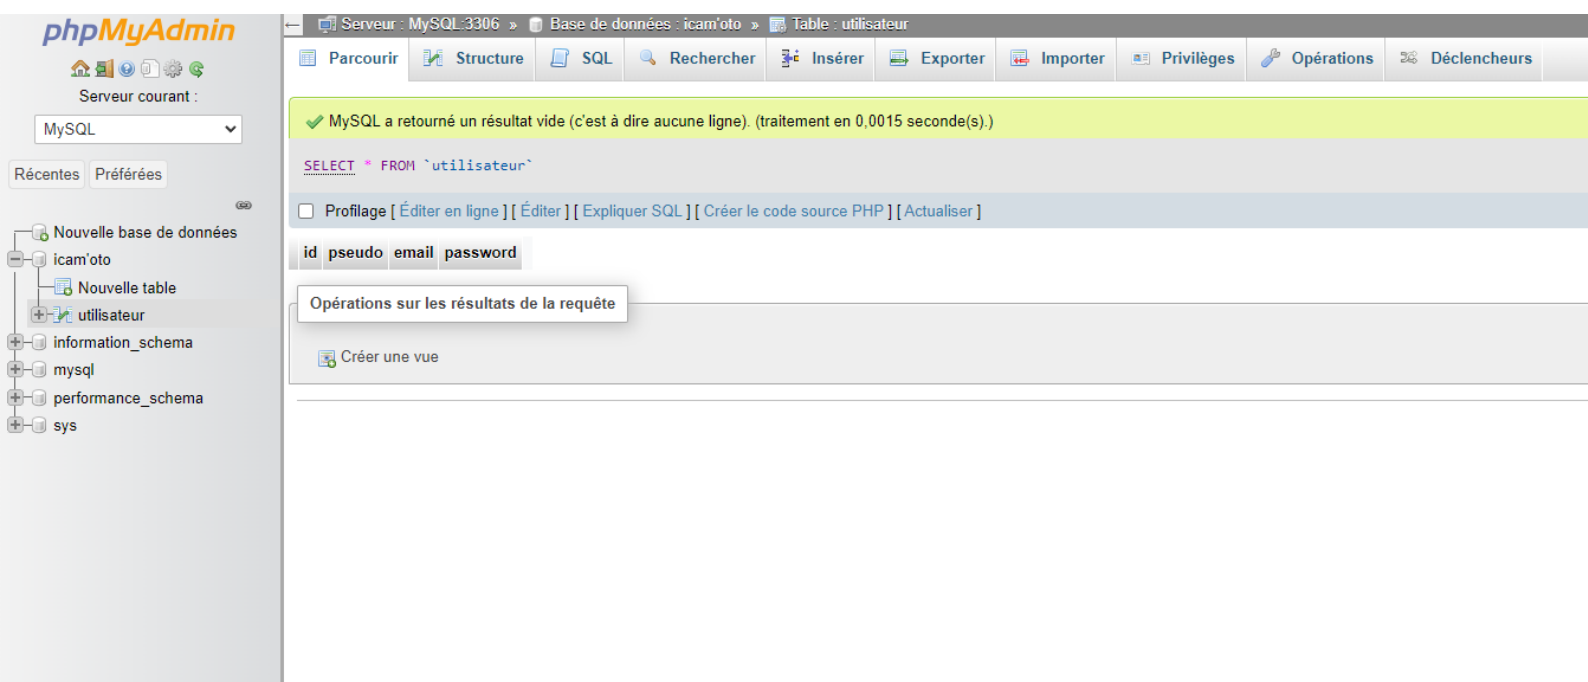 phpMyAdmin
Serveur courant :
MySQL
Récentes Préférées
Nouvelle base de données
icam'oto
Nouvelle table
utilisateur
information_schema
mysql
performance_schema
sys
← Serveur : MySQL:3306 » Base de données : icam'oto » Table : utilisateur
Parcourir Structure SQL Rechercher Insérer Exporter Importer Privilèges Opérations Déclencheurs
MySQL a retourné un résultat vide (c'est à dire aucune ligne). (traitement en 0,0015 seconde(s).)
SELECT * FROM `utilisateur`
Profilage [ Éditer en ligne ] [ Éditer ] [ Expliquer SQL ] [ Créer le code source PHP ] [ Actualiser ]
id pseudo email password
Opérations sur les résultats de la requête
Créer une vue